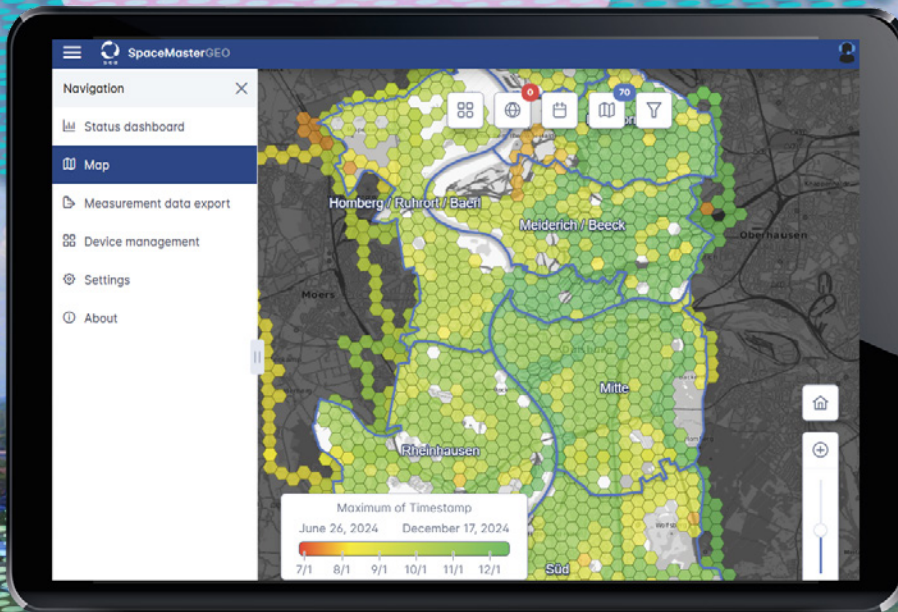 SpaceMasterGEO
Navigation
Status dashboard
Map
Measurement data export
Device management
Settings
About
0
70
Homberg / Ruhrort / Baerl
Meiderich / Beeck
Oberhausen
Moers
Mitte
Rheinhausen
Süd
Maximum of Timestamp
June 26, 2024 December 17, 2024
7/1 8/1 9/1 10/1 11/1 12/1